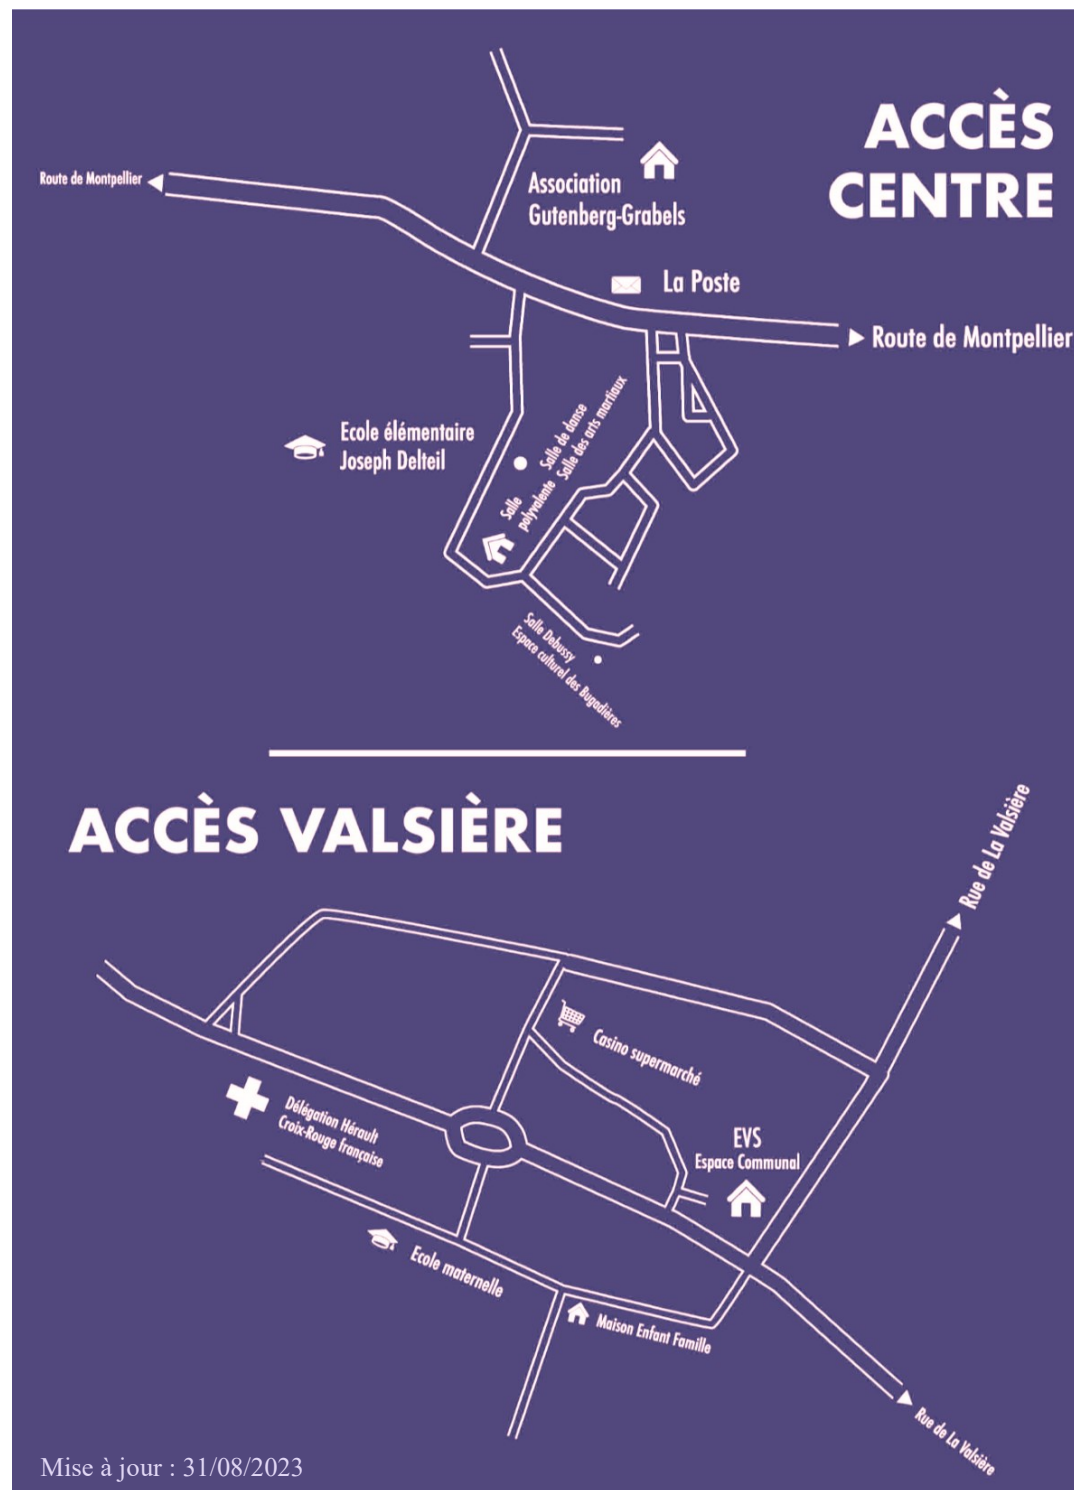 ACCÈS
CENTRE
Route de Montpellier
Association
Gutenberg-Grabels
La Poste
Route de Montpellier
Ecole élémentaire
Joseph Delteil
Salle de danse
Salle des arts martiaux
Salle
polyvalente
Salle Debussy
Espace culturel des Bugadières
ACCÈS VALSIÈRE
Rue de La Valsière
Casino supermarché
Délégation Hérault
Croix-Rouge française
EVS
Espace Communal
Ecole maternelle
Maison Enfant Famille
Rue de La Valsière
Mise à jour : 31/08/2023